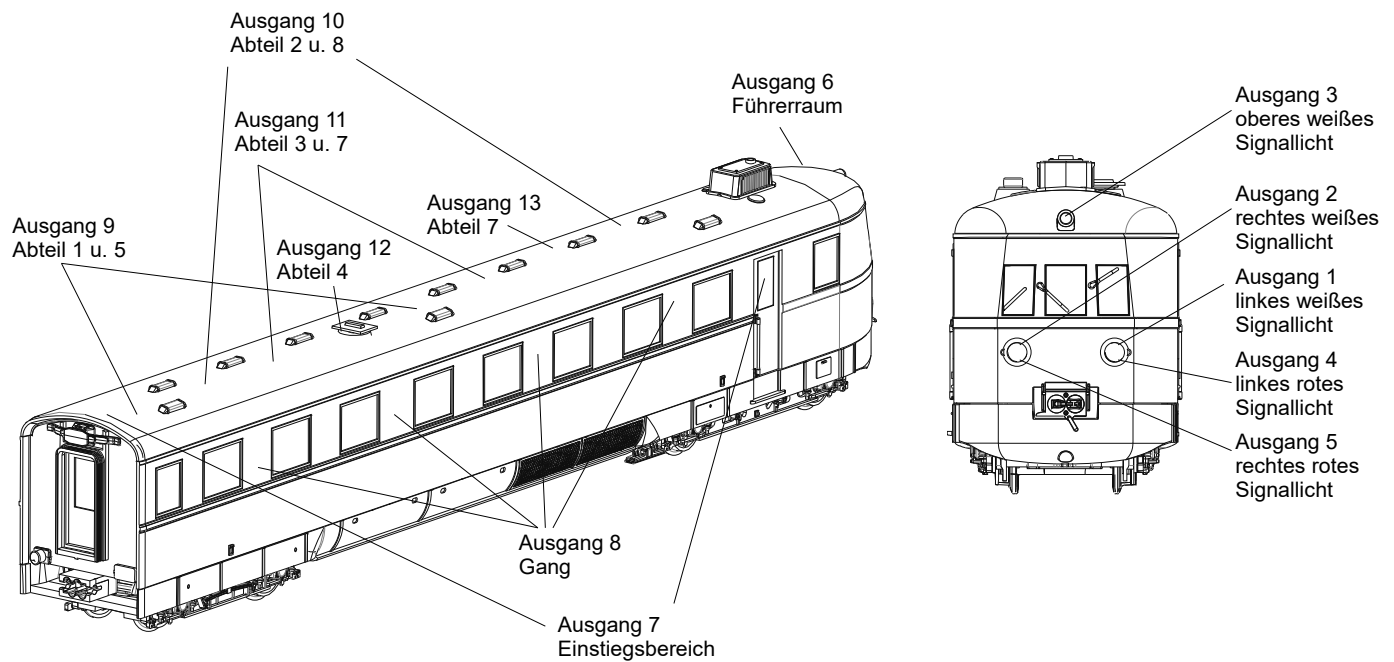 Ausgang 10
Abteil 2 u. 8
Ausgang 11
Abteil 3 u. 7
Ausgang 9
Abteil 1 u. 5
Ausgang 12
Abteil 4
Ausgang 13
Abteil 7
Ausgang 6
Führerraum
Ausgang 8
Gang
Ausgang 7
Einstiegsbereich
Ausgang 3
oberes weißes
Signallicht
Ausgang 2
rechtes weißes
Signallicht
Ausgang 1
linkes weißes
Signallicht
Ausgang 4
linkes rotes
Signallicht
Ausgang 5
rechtes rotes
Signallicht